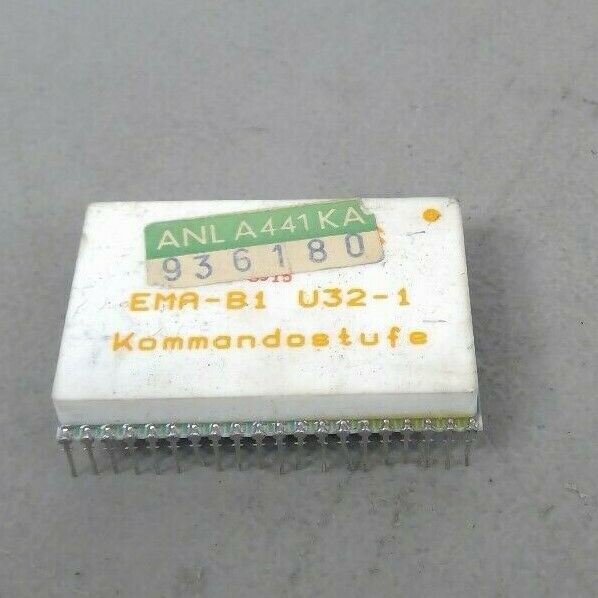 ANL A441KA
936180
EMA-B1 U32-1
Kommandostufe